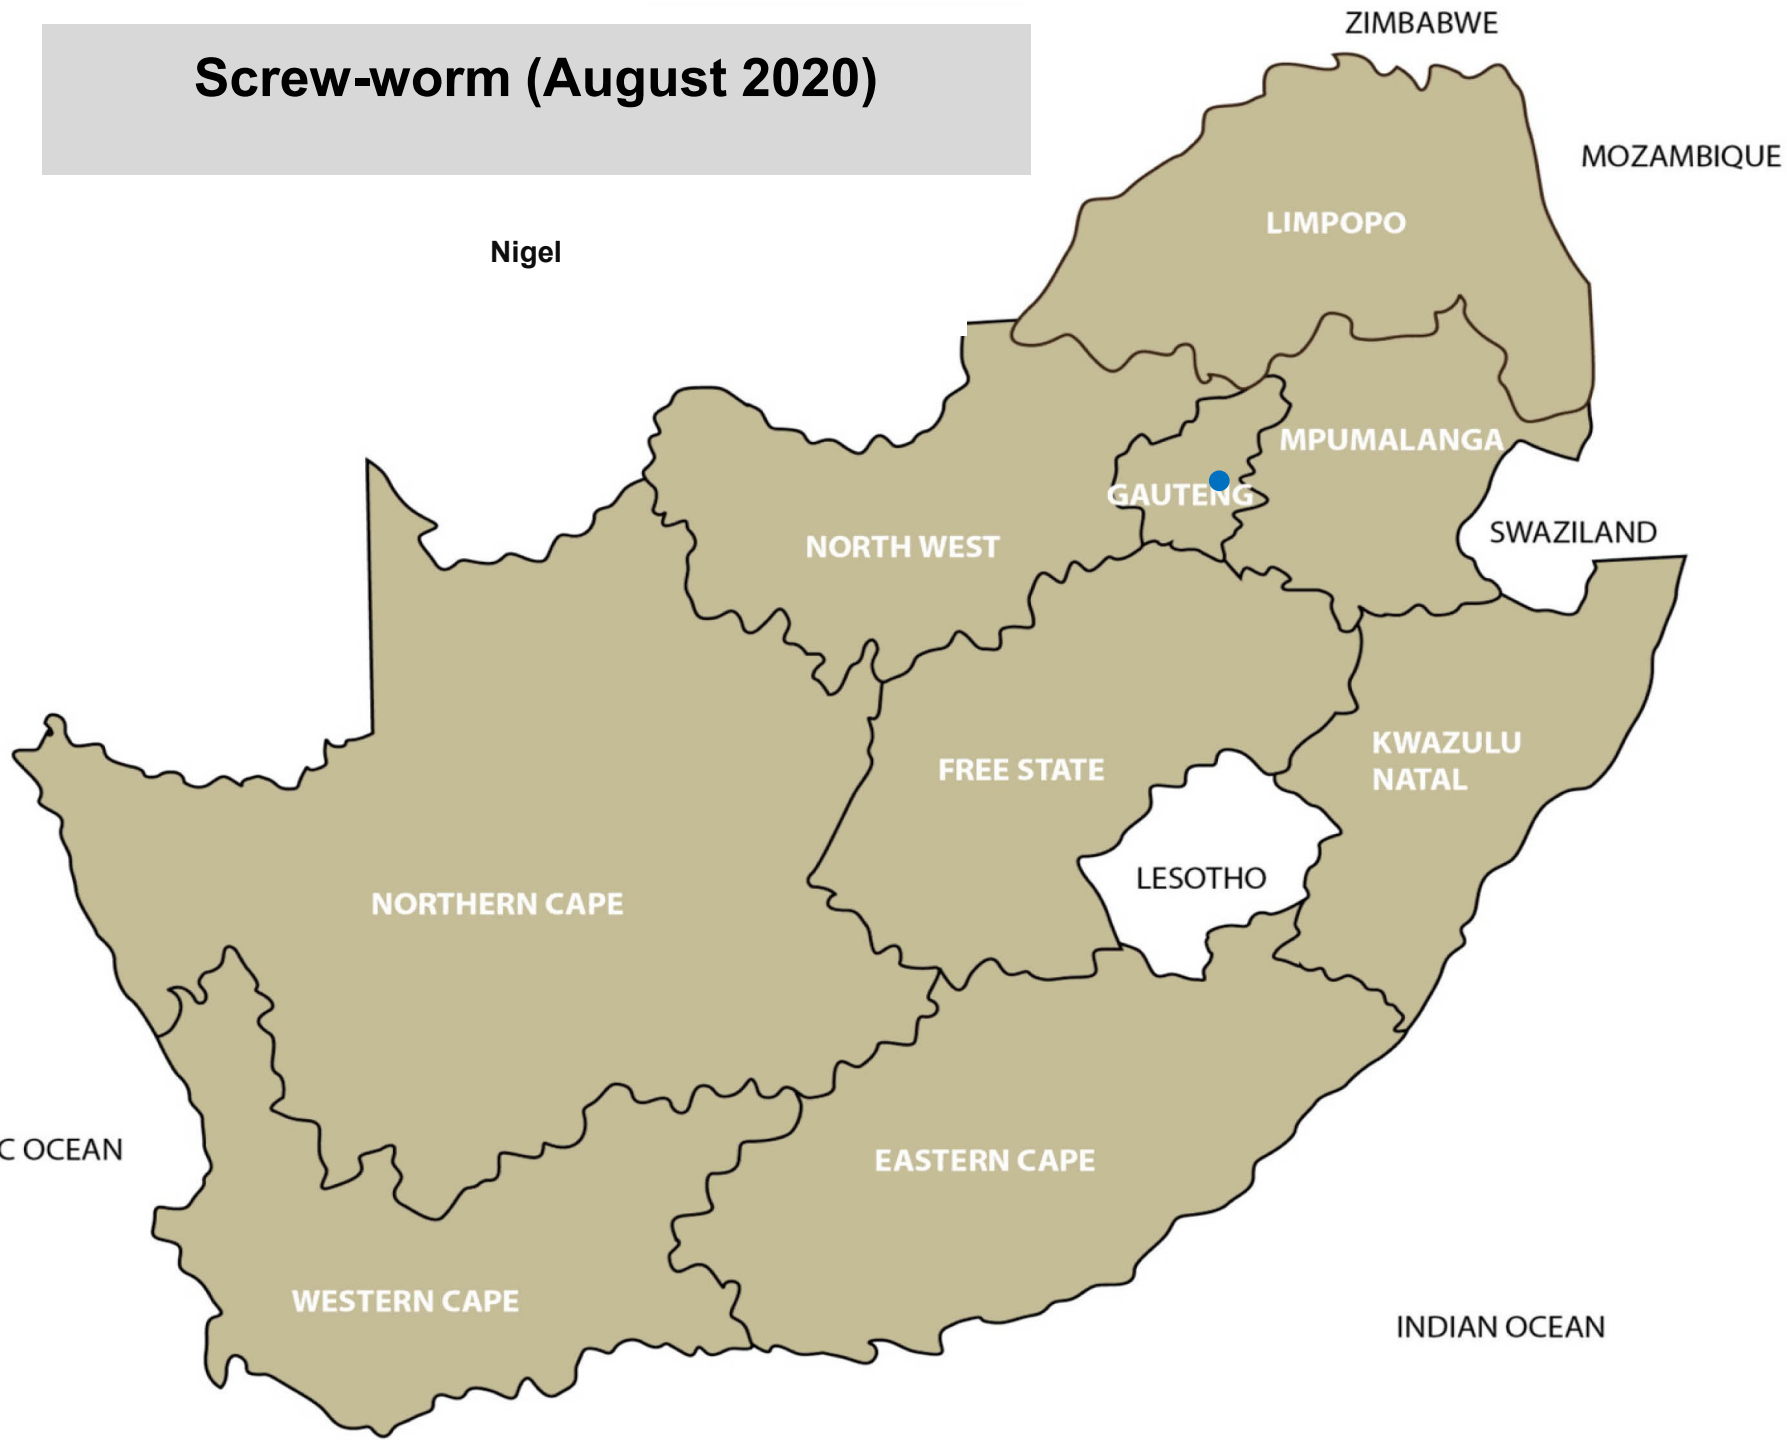 Screw-worm (August 2020)
ZIMBABWE
MOZAMBIQUE
LIMPOPO
Nigel
MPUMALANGA
GAUTENG
NORTH WEST
SWAZILAND
KWAZULU
NATAL
FREE STATE
LESOTHO
NORTHERN CAPE
C OCEAN
EASTERN CAPE
WESTERN CAPE
INDIAN OCEAN